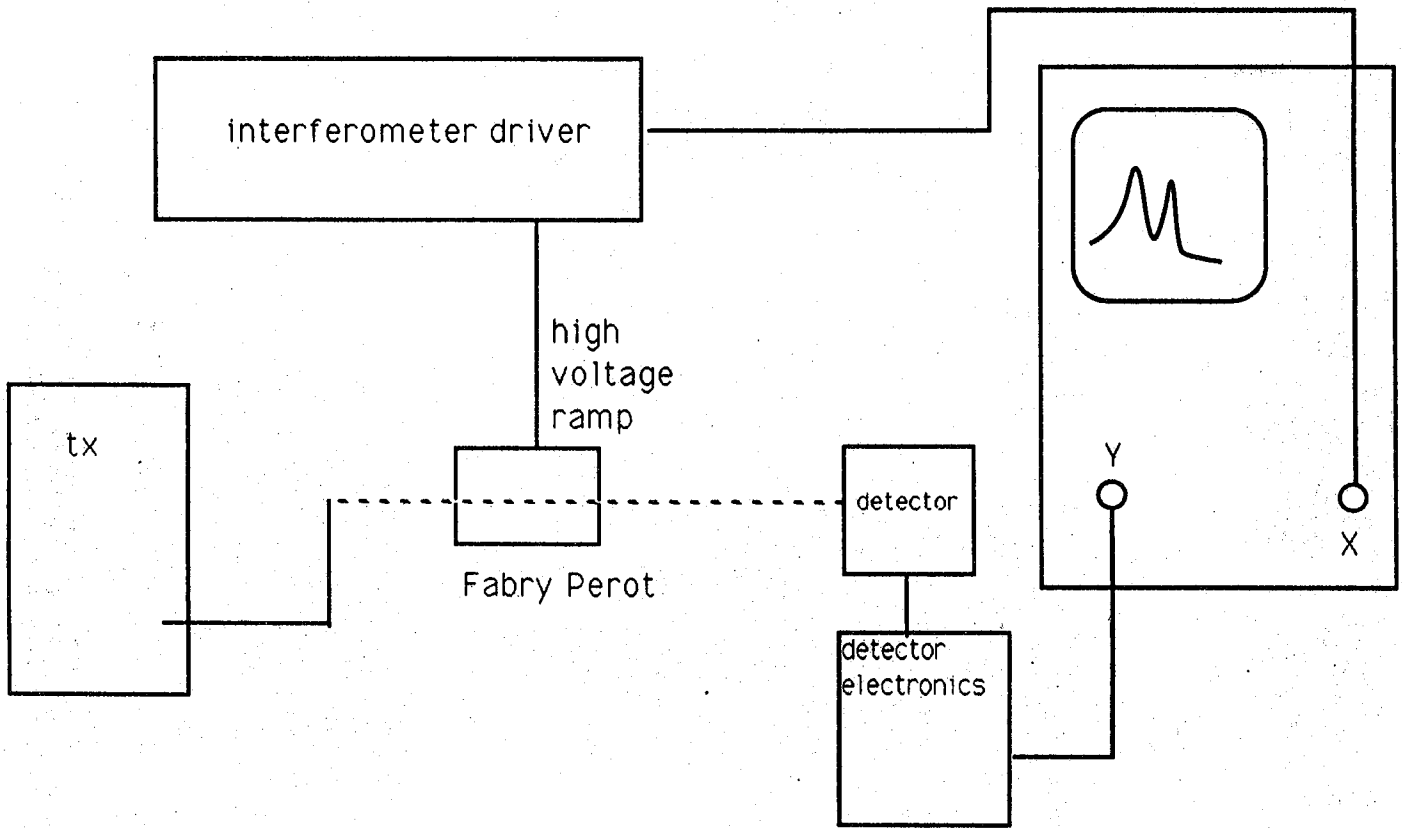 interferometer driver
high
voltage
ramp
tx
Fabry Perot
detector
detector
electronics
Y
X